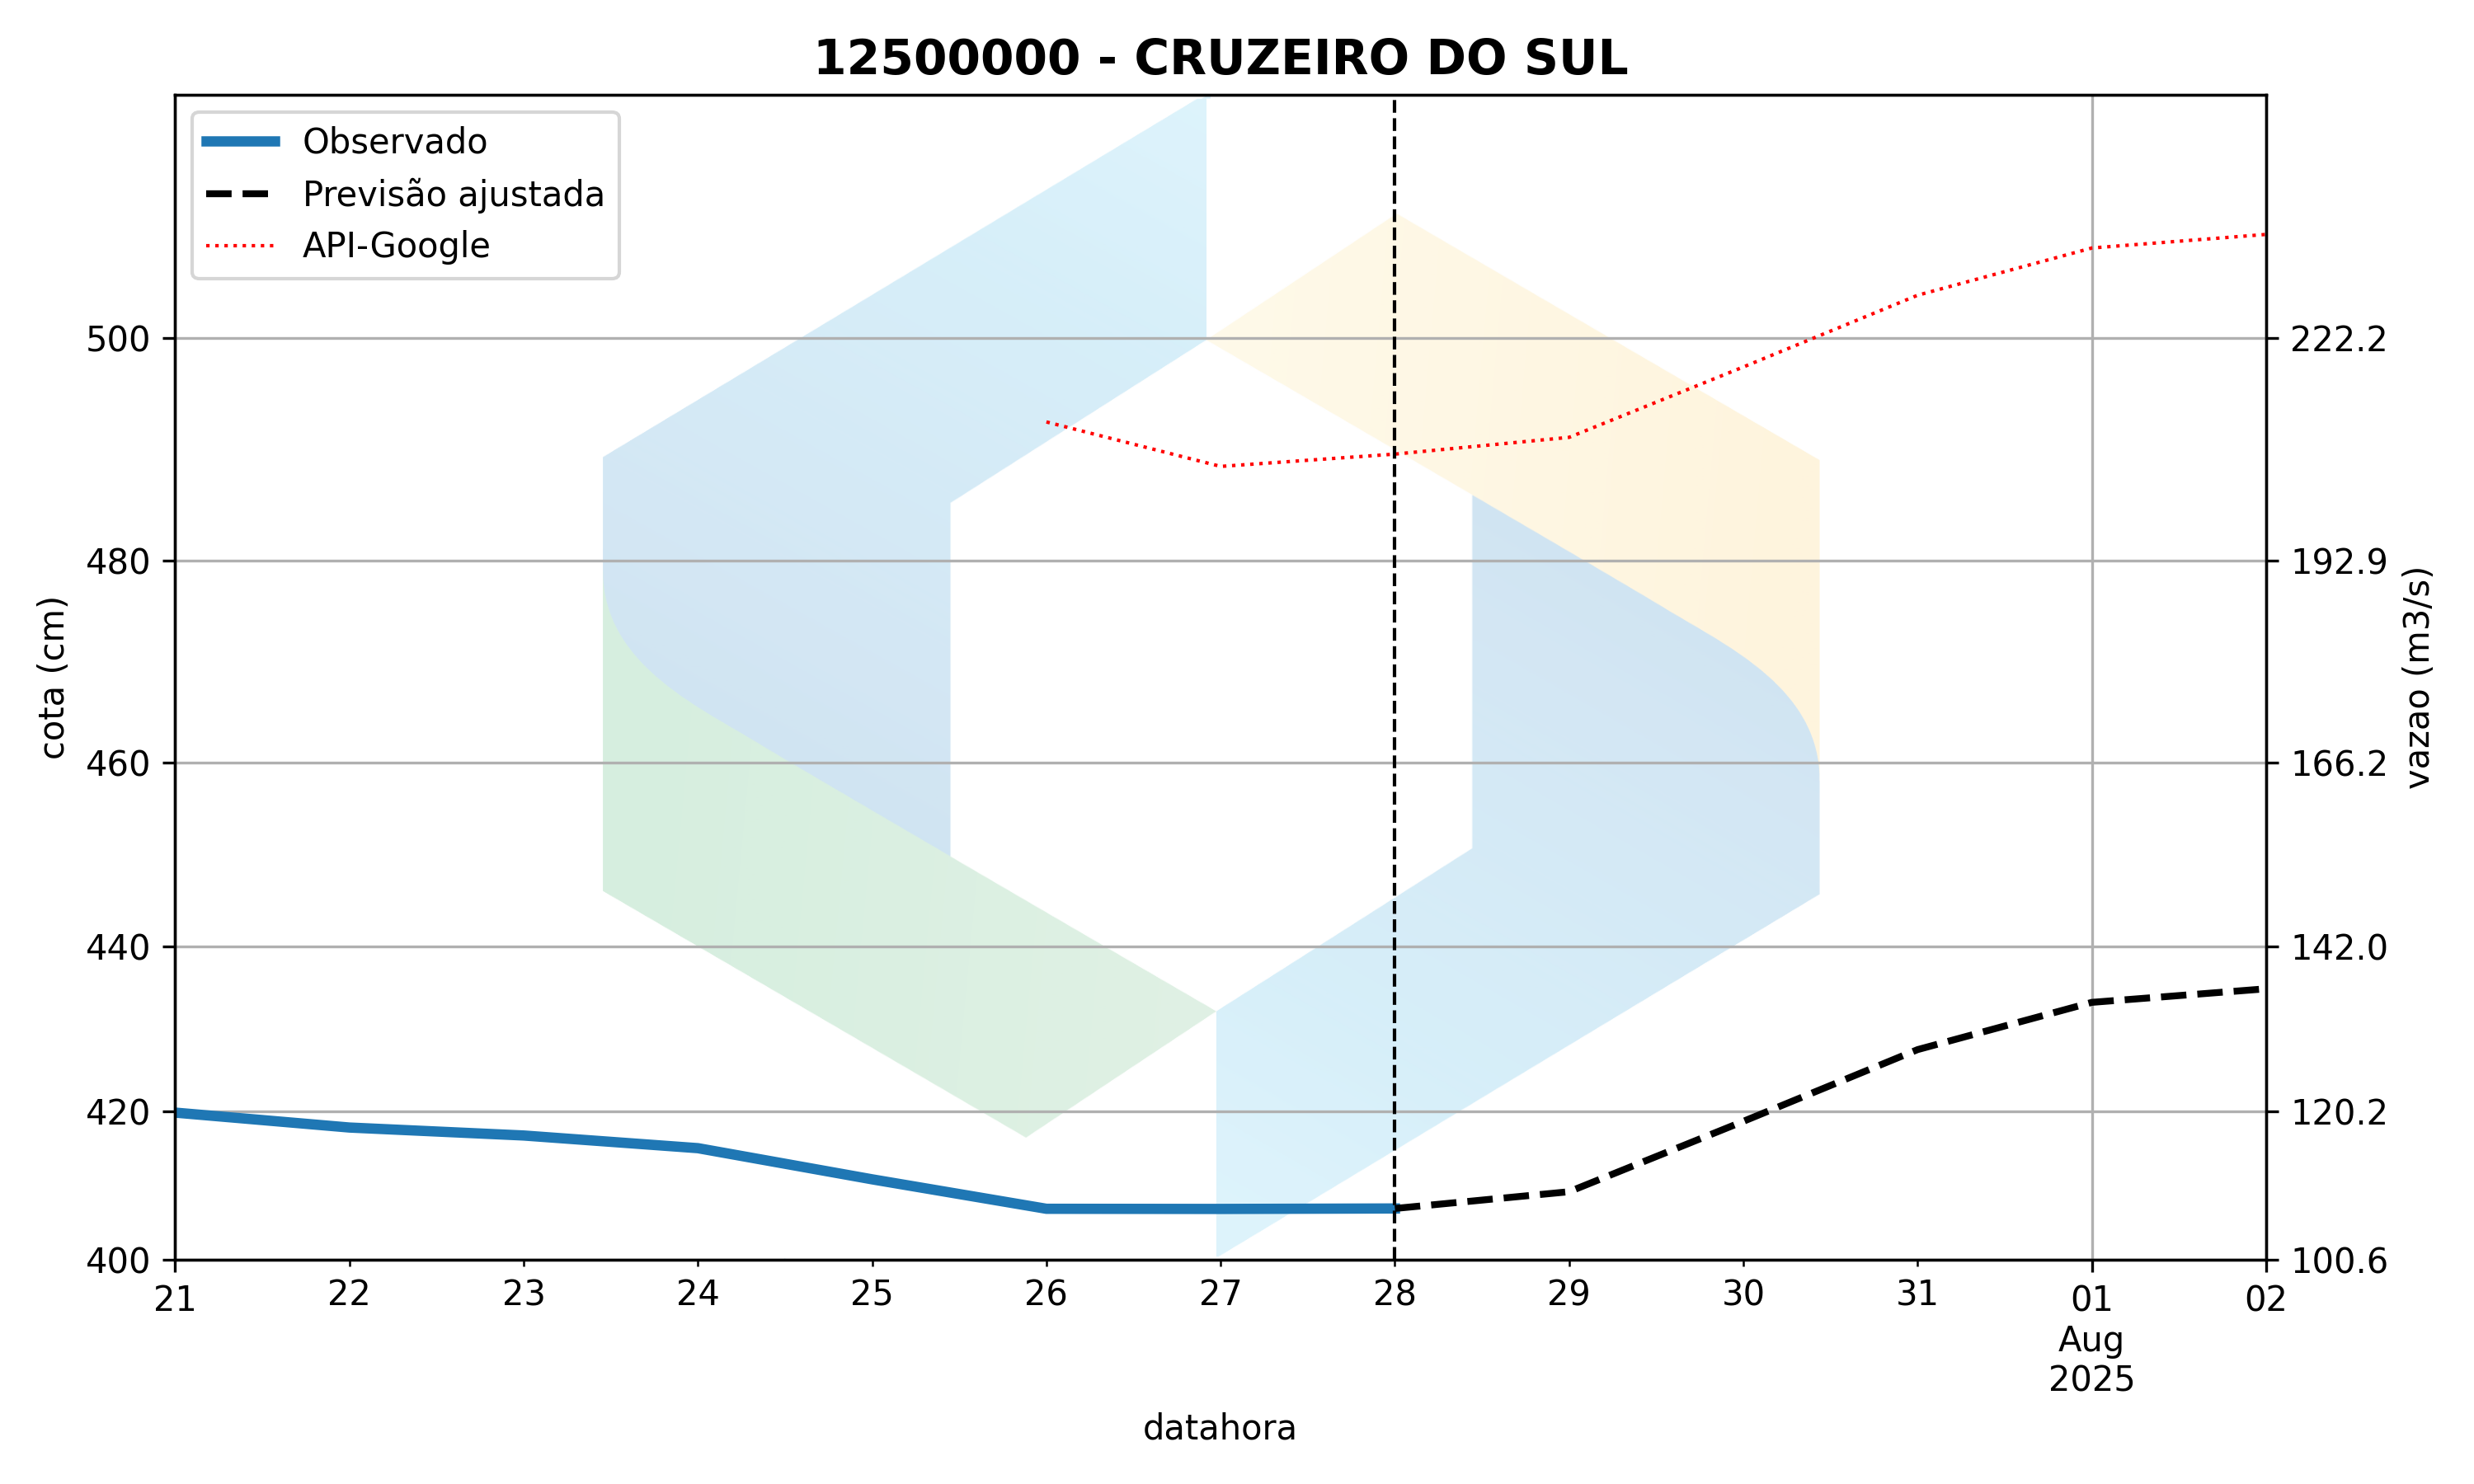 12500000 - CRUZEIRO DO SUL
Observado
Previsão ajustada
API-Google
500
480
460
440
420
400
cota (cm)
222.2
192.9
166.2
142.0
120.2
100.6
vazao (m3/s)
21 22 23 24 25 26 27 28 29 30 31 01 02
Aug
2025
datahora